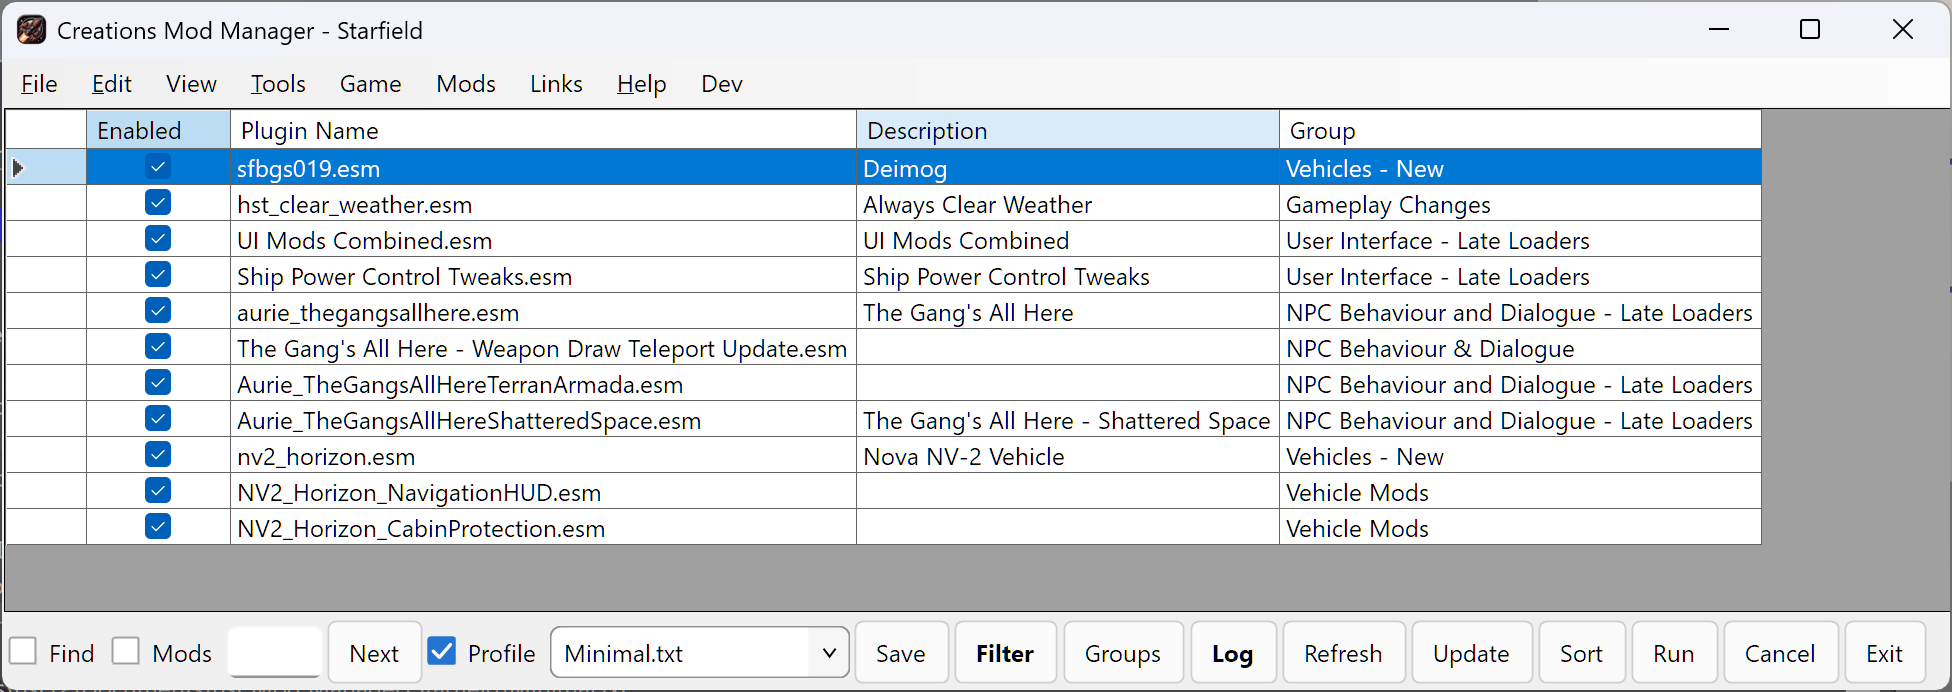 Creations Mod Manager - Starfield
File Edit View Tools Game Mods Links Help Dev
Enabled Plugin Name Description Group
sfbgs019.esm Deimog Vehicles - New
hst_clear_weather.esm Always Clear Weather Gameplay Changes
UI Mods Combined.esm UI Mods Combined User Interface - Late Loaders
Ship Power Control Tweaks.esm Ship Power Control Tweaks User Interface - Late Loaders
aurie_thegangsallhere.esm The Gang's All Here NPC Behaviour and Dialogue - Late Loaders
The Gang's All Here - Weapon Draw Teleport Update.esm NPC Behaviour & Dialogue
Aurie_TheGangsAllHereTerranArmada.esm NPC Behaviour and Dialogue - Late Loaders
Aurie_TheGangsAllHereShatteredSpace.esm The Gang's All Here - Shattered Space NPC Behaviour and Dialogue - Late Loaders
nv2_horizon.esm Nova NV-2 Vehicle Vehicles - New
NV2_Horizon_NavigationHUD.esm Vehicle Mods
NV2_Horizon_CabinProtection.esm Vehicle Mods
Find Mods Next Profile Minimal.txt Save Filter Groups Log Refresh Update Sort Run Cancel Exit